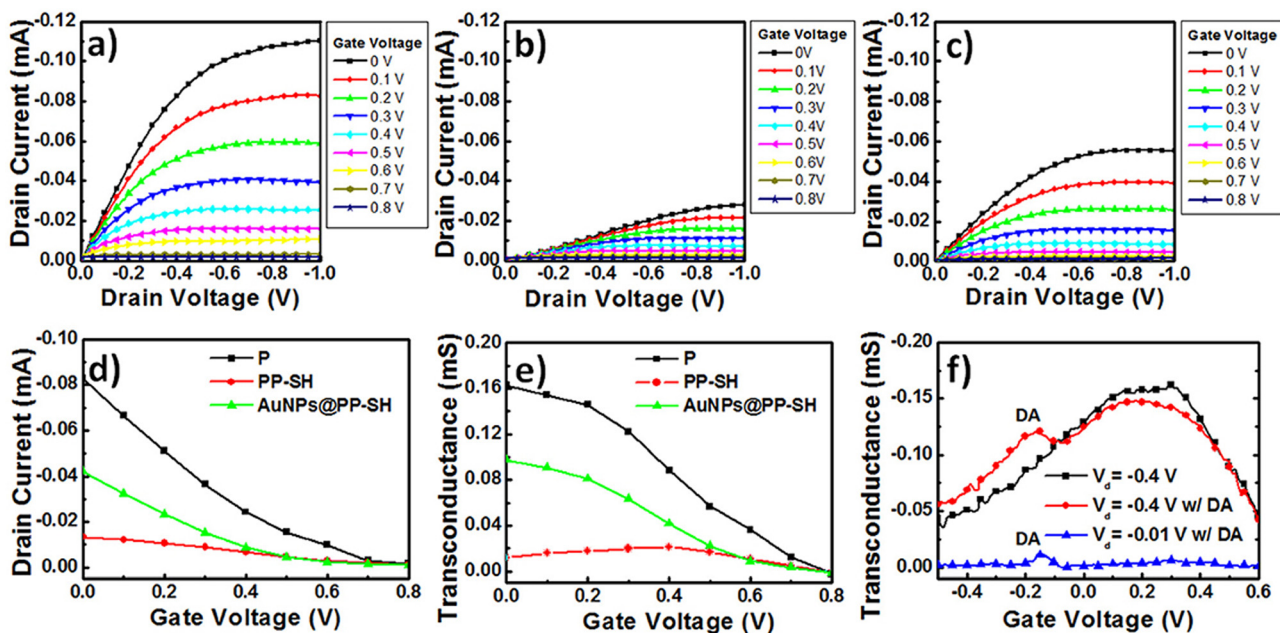 a)
Drain Current (mA)
-0.12
-0.10
-0.08
-0.06
-0.04
-0.02
0.00
0.0 -0.2 -0.4 -0.6 -0.8 -1.0
Drain Voltage (V)
Gate Voltage
0 V
0.1 V
0.2 V
0.3 V
0.4 V
0.5 V
0.6 V
0.7 V
0.8 V
b)
Drain Current (mA)
-0.12
-0.10
-0.08
-0.06
-0.04
-0.02
0.00
0.0 -0.2 -0.4 -0.6 -0.8 -1.0
Drain Voltage (V)
Gate Voltage
0V
0.1V
0.2V
0.3V
0.4V
0.5V
0.6V
0.7V
0.8V
c)
Drain Current (mA)
-0.12
-0.10
-0.08
-0.06
-0.04
-0.02
0.00
0.0 -0.2 -0.4 -0.6 -0.8 -1.0
Drain Voltage (V)
Gate Voltage
0 V
0.1 V
0.2 V
0.3 V
0.4 V
0.5 V
0.6 V
0.7 V
0.8 V
d)
Drain Current (mA)
-0.10
-0.08
-0.06
-0.04
-0.02
0.00
0.0 0.2 0.4 0.6 0.8
Gate Voltage (V)
P
PP-SH
AuNPs@PP-SH
e)
Transconductance (mS)
0.20
0.16
0.12
0.08
0.04
0.00
0.0 0.2 0.4 0.6 0.8
Gate Voltage (V)
P
PP-SH
AuNPs@PP-SH
f)
Transconductance (mS)
-0.20
-0.15
-0.10
-0.05
0.00
-0.4 -0.2 0.0 0.2 0.4 0.6
Gate Voltage (V)
DA
Vd= -0.4 V
Vd= -0.4 V w/ DA
Vd= -0.01 V w/ DA
DA